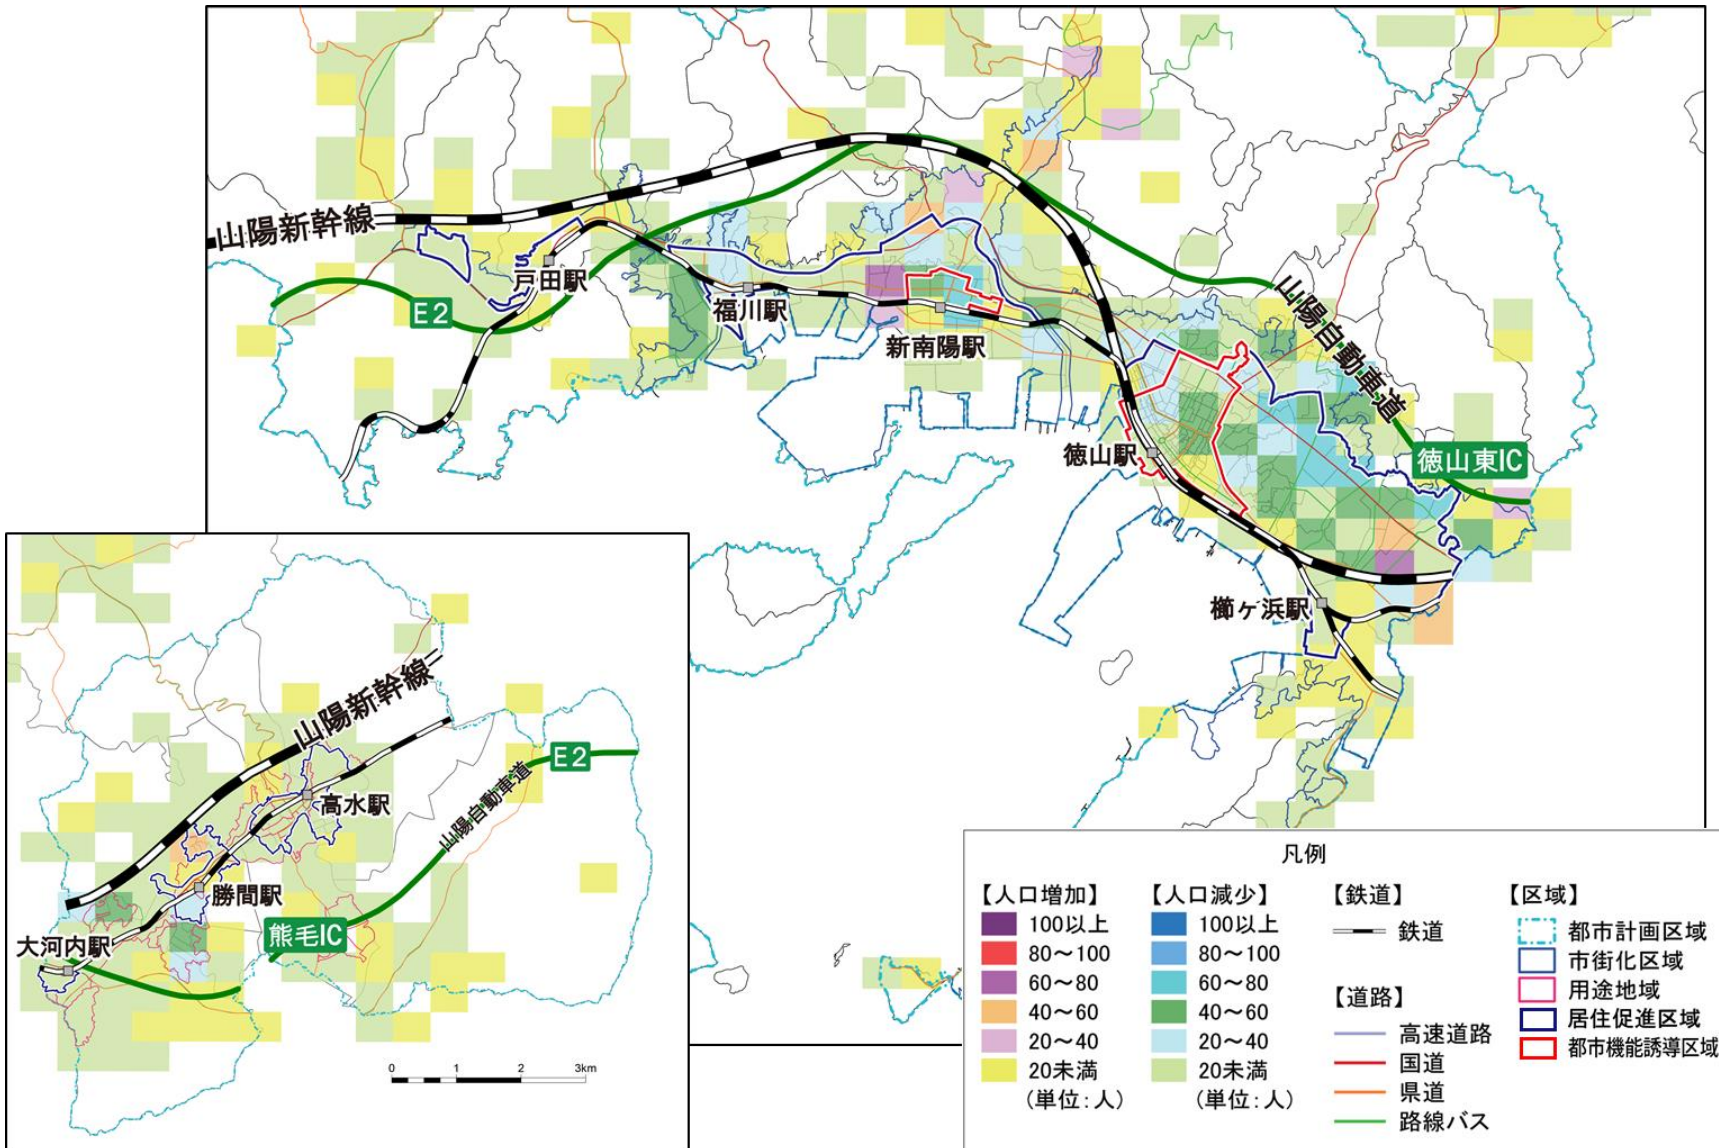 山陽新幹線
E2
戸田駅
福川駅
新南陽駅
山陽自動車道
徳山駅
徳山東IC
櫛ヶ浜駅
山陽新幹線
E2
山陽自動車道
高水駅
勝間駅
熊毛IC
大河内駅
0 1 2 3km
凡例
【人口増加】
100以上
80～100
60～80
40～60
20～40
20未満
(単位:人)
【人口減少】
100以上
80～100
60～80
40～60
20～40
20未満
(単位:人)
【鉄道】
鉄道
【道路】
高速道路
国道
県道
路線バス
【区域】
都市計画区域
市街化区域
用途地域
居住促進区域
都市機能誘導区域